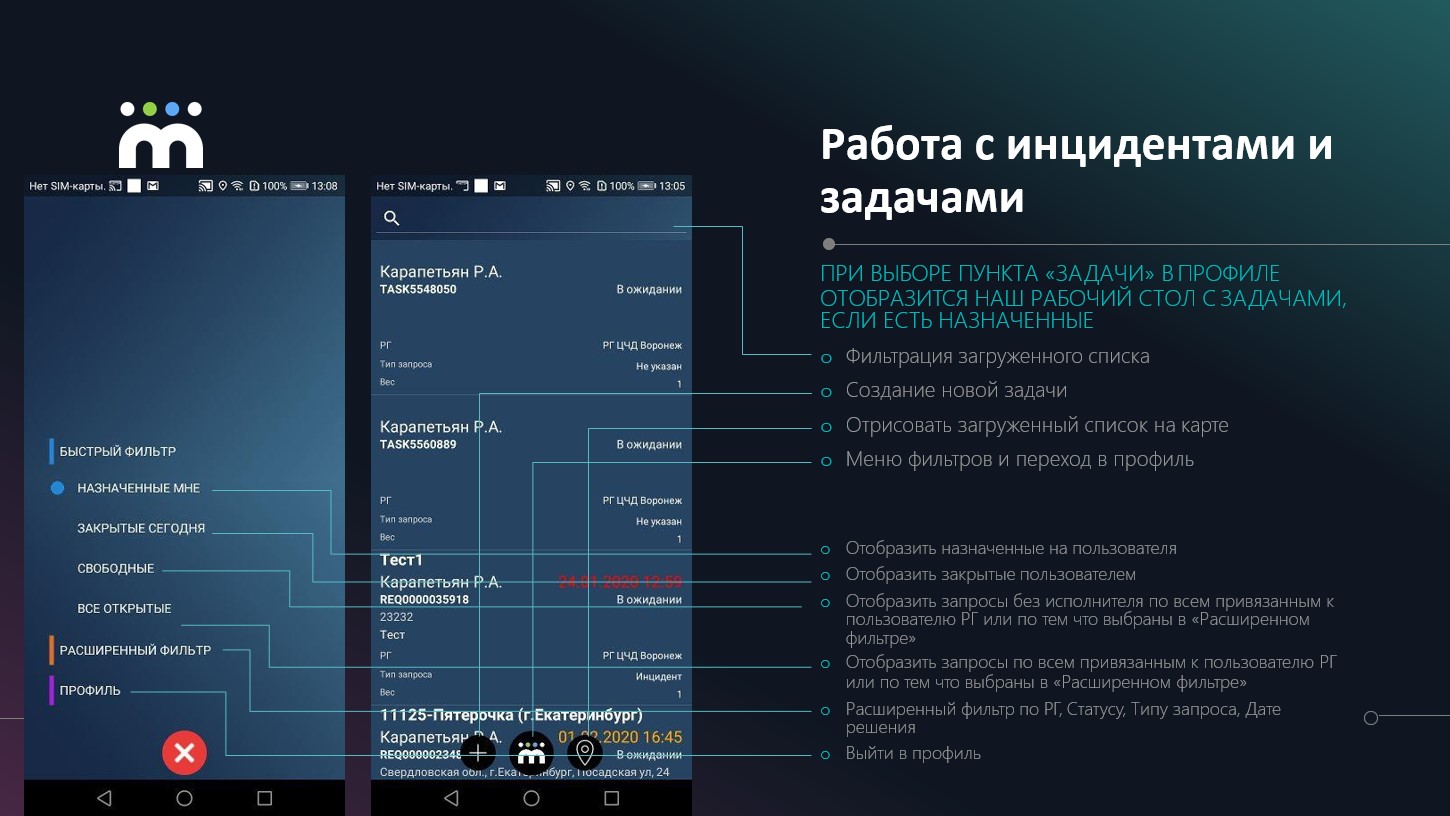 Нет SIM-карты.
100%
13:08
БЫСТРЫЙ ФИЛЬТР
НАЗНАЧЕННЫЕ МНЕ
ЗАКРЫТЫЕ СЕГОДНЯ
СВОБОДНЫЕ
ВСЕ ОТКРЫТЫЕ
РАСШИРЕННЫЙ ФИЛЬТР
ПРОФИЛЬ
Нет SIM-карты.
100%
13:05
Карапетьян Р.А.
TASK5548050 В ожидании
РГ РГ ЦЧД Воронеж
Тип запроса Не указан
Вес 1
Карапетьян Р.А.
TASK5560889 В ожидании
РГ РГ ЦЧД Воронеж
Тип запроса Не указан
Вес 1
Тест1
Карапетьян Р.А. 24.01.2020 12:59
REQ0000035918 В ожидании
23232
Тест
РГ РГ ЦЧД Воронеж
Тип запроса Инцидент
Вес 1
11125-Пятерочка (г.Екатеринбург)
Карапетьян Р.А. 16:45
В ожидании
Свердловская обл., Посадская ул, 24
Работа с инцидентами и
задачами
ПРИ ВЫБОРЕ ПУНКТА «ЗАДАЧИ» В ПРОФИЛЕ
ОТОБРАЗИТСЯ НАШ РАБОЧИЙ СТОЛ С ЗАДАЧАМИ,
ЕСЛИ ЕСТЬ НАЗНАЧЕННЫЕ
Фильтрация загруженного списка
Создание новой задачи
Отрисовать загруженный список на карте
Меню фильтров и переход в профиль
Отобразить назначенные на пользователя
Отобразить закрытые пользователем
Отобразить запросы без исполнителя по всем привязанным к
пользователю РГ или по тем что выбраны в «Расширенном
фильтре»
Отобразить запросы по всем привязанным к пользователю РГ
или по тем что выбраны в «Расширенном фильтре»
Расширенный фильтр по РГ, Статусу, Типу запроса, Дате
решения
Выйти в профиль